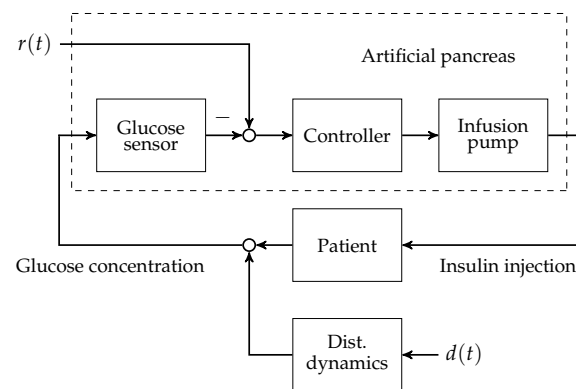 r(t)
Artificial pancreas
−
Glucose
sensor
Controller
Infusion
pump
Patient
Glucose concentration
Insulin injection
Dist.
dynamics
d(t)